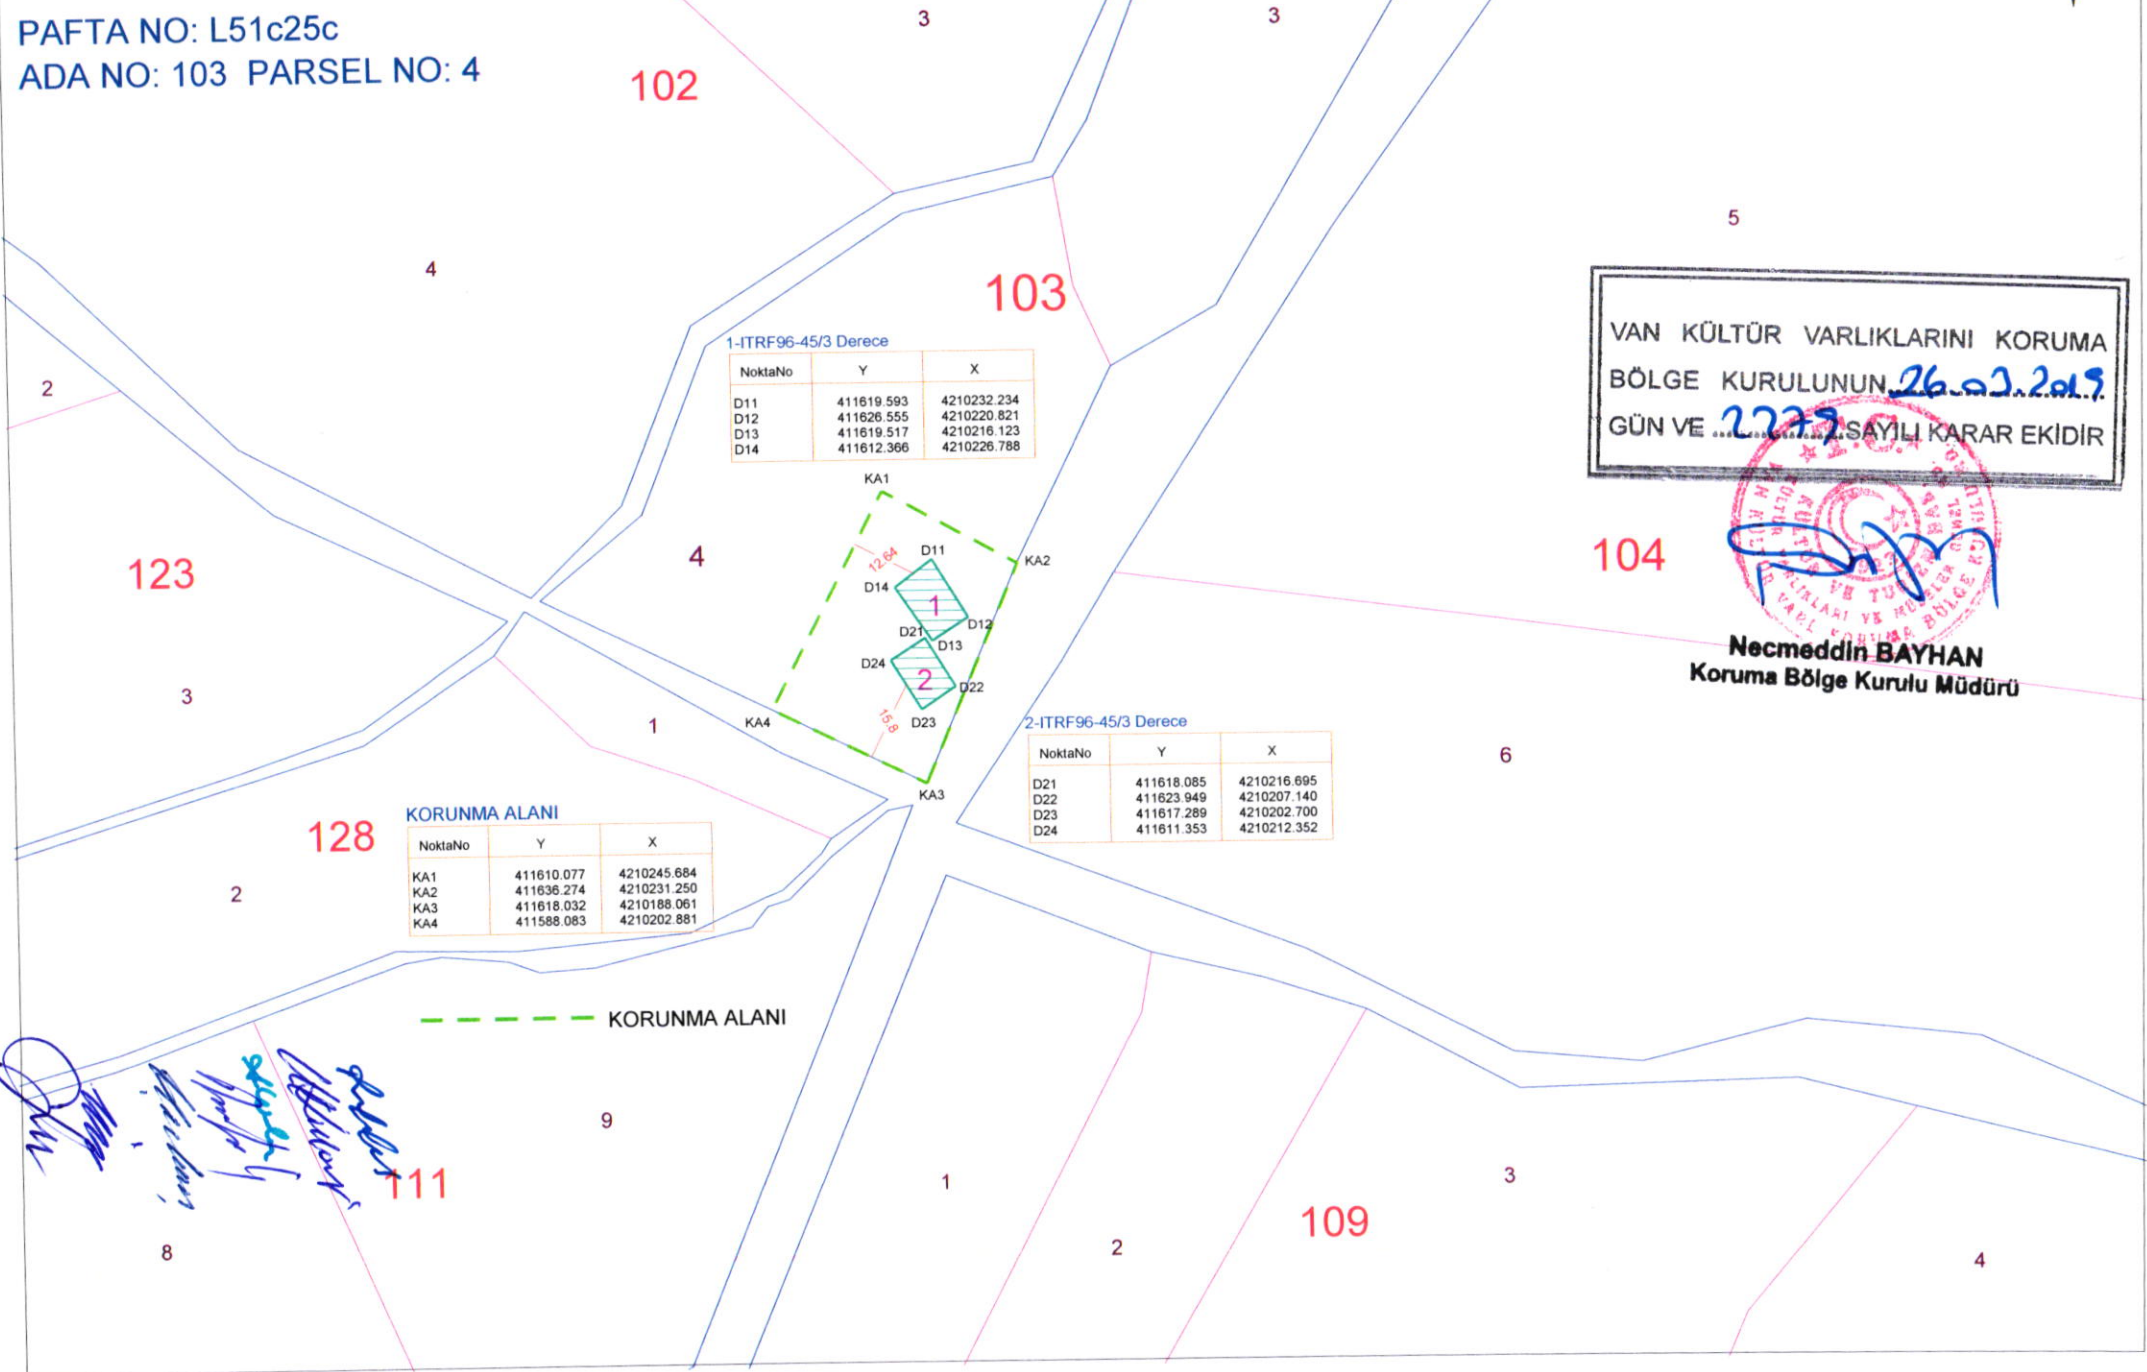 PAFTA NO: L51c25c
ADA NO: 103 PARSEL NO: 4
3
3
102
4
5
103
2
1-ITRF96-45/3 Derece
NoktaNo Y X
D11 411619.593 4210232.234
D12 411626.555 4210220.821
D13 411619.517 4210216.123
D14 411612.366 4210226.788
VAN KÜLTÜR VARLIKLARINI KORUMA
BÖLGE KURULUNUN 26.03.2019
GÜN VE 2279 SAYILI KARAR EKİDİR
T.C.
104
Necmeddin BAYHAN
Koruma Bölge Kurulu Müdürü
KA1
KA2
4
123
12.64
D11
D14
1
D12
D21
D13
D24
2
D22
15.8
D23
KA4
KA3
3
1
6
2-ITRF96-45/3 Derece
NoktaNo Y X
D21 411618.085 4210216.695
D22 411623.949 4210207.140
D23 411617.289 4210202.700
D24 411611.353 4210212.352
128
2
KORUNMA ALANI
NoktaNo Y X
KA1 411610.077 4210245.684
KA2 411636.274 4210231.250
KA3 411618.032 4210188.061
KA4 411588.083 4210202.881
KORUNMA ALANI
9
111
8
1
2
109
3
4